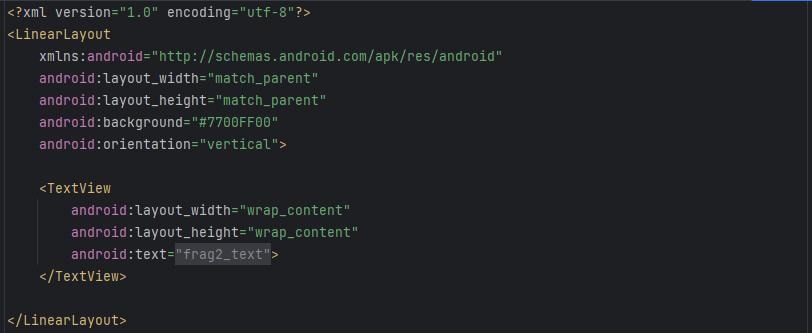 <?xml version="1.0" encoding="utf-8"?>
<LinearLayout
xmlns:android="http://schemas.android.com/apk/res/android"
android:layout_width="match_parent"
android:layout_height="match_parent"
android:background="#7700FF00"
android:orientation="vertical">
<TextView
android:layout_width="wrap_content"
android:layout_height="wrap_content"
android:text="frag2_text">
</TextView>
</LinearLayout>